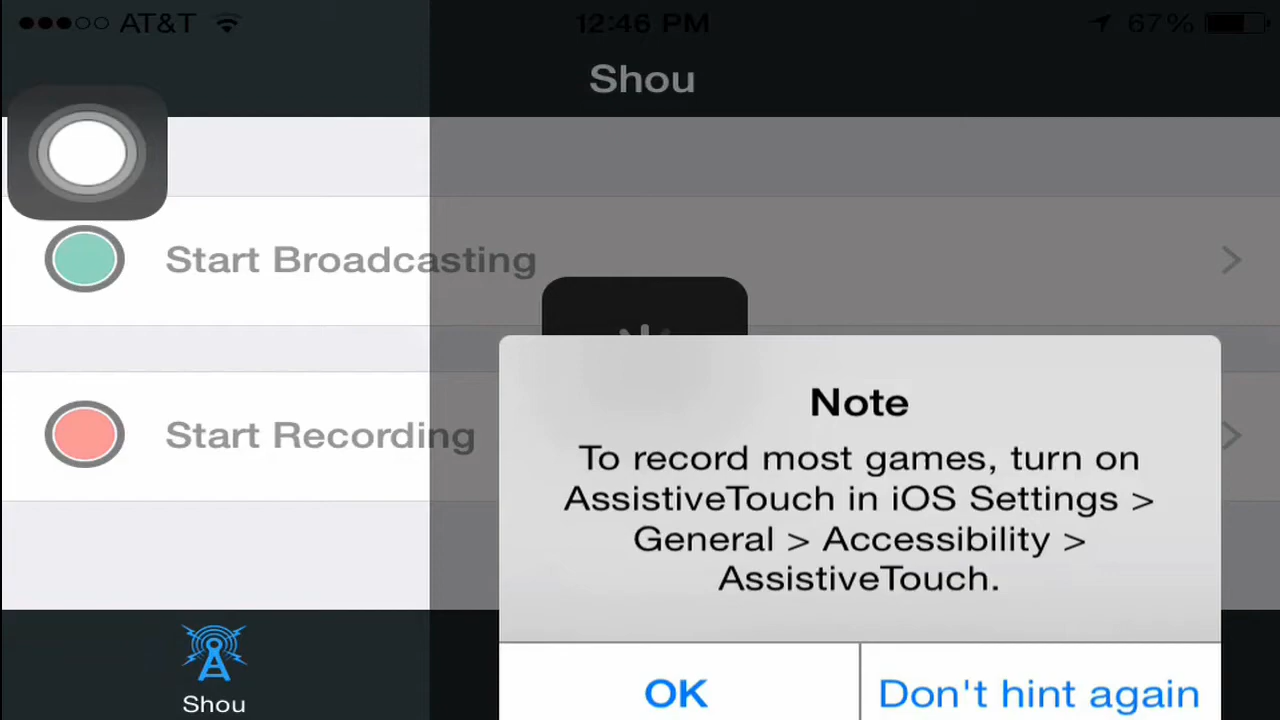 AT&T 12:46 PM 67%
Shou
Start Broadcasting
Start Recording
Note
To record most games, turn on
AssistiveTouch in iOS Settings >
General > Accessibility >
AssistiveTouch.
OK Don't hint again
Shou